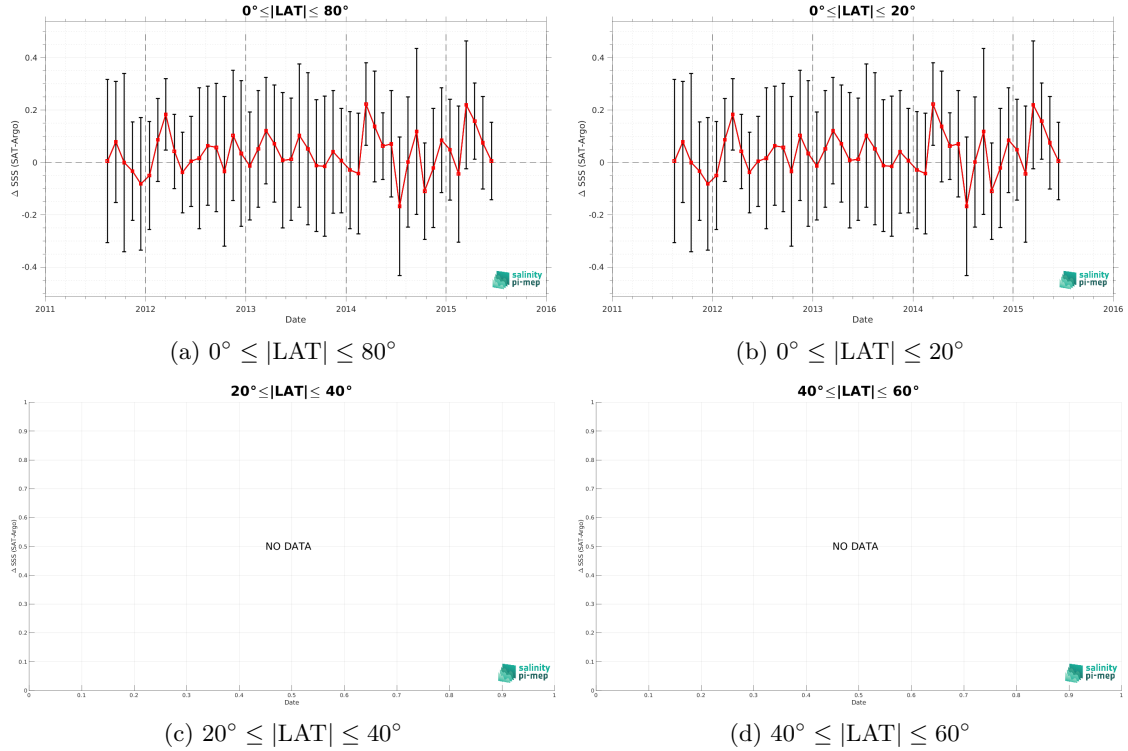 0°≤|LAT|≤ 80°
0.4
0.2
0
-0.2
-0.4
Δ SSS (SAT-Argo)
2011 2012 2013 2014 2015 2016
Date
salinity
pi-mep
(a) 0° ≤ |LAT| ≤ 80°
0°≤|LAT|≤ 20°
0.4
0.2
0
-0.2
-0.4
Δ SSS (SAT-Argo)
2011 2012 2013 2014 2015 2016
Date
salinity
pi-mep
(b) 0° ≤ |LAT| ≤ 20°
20°≤|LAT|≤ 40°
1
0.9
0.8
0.7
0.6
0.5
0.4
0.3
0.2
0.1
0
Δ SSS (SAT-Argo)
NO DATA
0 0.1 0.2 0.3 0.4 0.5 0.6 0.7 0.8 0.9 1
Date
salinity
pi-mep
(c) 20° ≤ |LAT| ≤ 40°
40°≤|LAT|≤ 60°
1
0.9
0.8
0.7
0.6
0.5
0.4
0.3
0.2
0.1
0
Δ SSS (SAT-Argo)
NO DATA
0 0.1 0.2 0.3 0.4 0.5 0.6 0.7 0.8 0.9 1
Date
salinity
pi-mep
(d) 40° ≤ |LAT| ≤ 60°